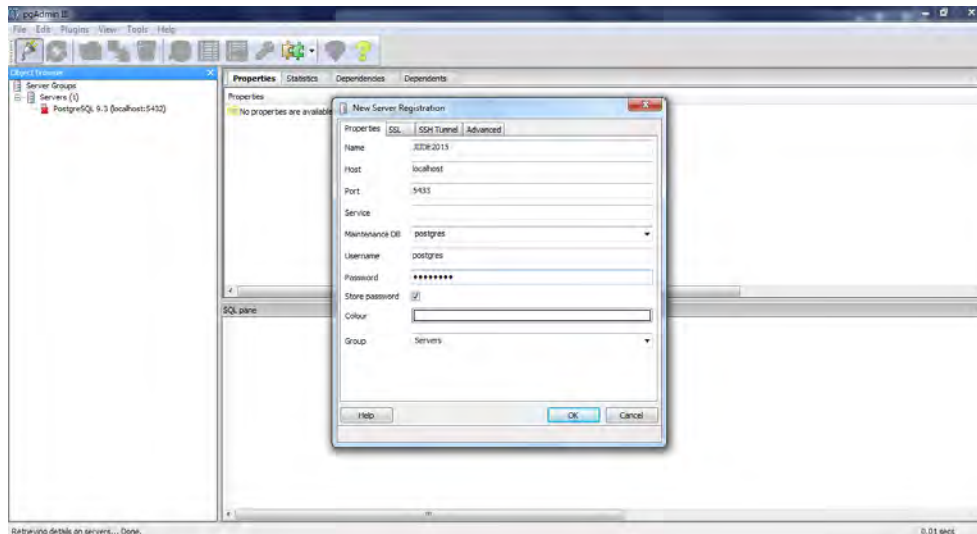 pgAdmin III
File Edit Plugins View Tools Help
Object browser
Server Groups
Servers (1)
PostgreSQL 9.3 (localhost:5432)
Properties Statistics Dependencies Dependents
Properties
No properties are available
New Server Registration
Properties SSL SSH Tunnel Advanced
Name
Host localhost
Port 5433
Service
Maintenance DB postgres
Username postgres
Password ••••••••
Store password
Colour
Group Servers
Help OK Cancel
SQL pane
Retrieving details on servers... Done.
0.01 secs